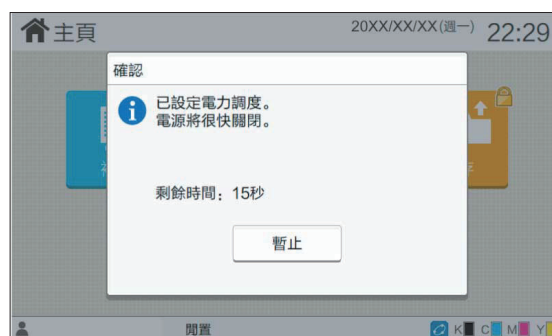 主頁
20XX/XX/XX(週一) 22:29
確認
已設定電力調度。
電源將很快關閉。
剩餘時間：15秒
暫止
閒置
K C M Y